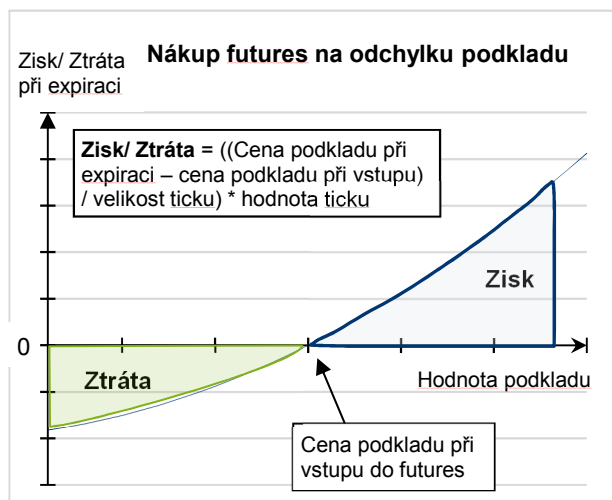 Nákup futures na odchylku podkladu
Zisk/ Ztráta
při expiraci
Zisk/ Ztráta = ((Cena podkladu při
expiraci – cena podkladu při vstupu)
/ velikost ticku) * hodnota ticku
Zisk
0
Ztráta
Hodnota podkladu
Cena podkladu při
vstupu do futures